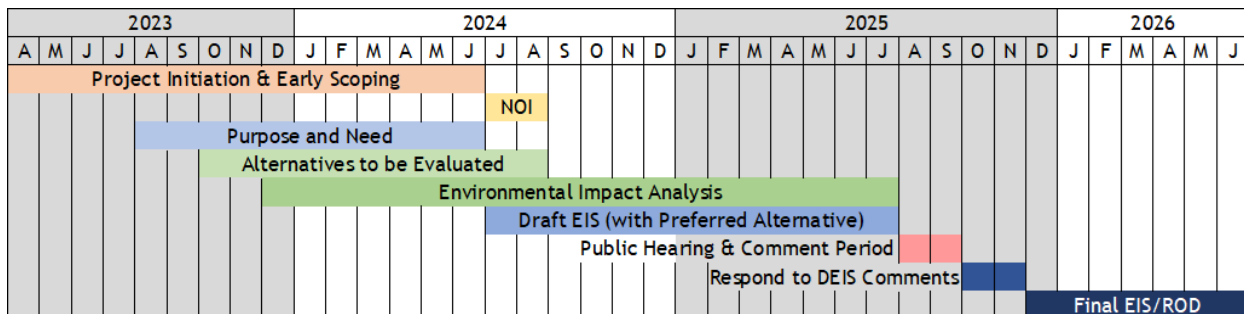 2023 2024 2025 2026
A M J J A S O N D J F M A M J J A S O N D J F M A M J J A S O N D J F M A M J
Project Initiation & Early Scoping
NOI
Purpose and Need
Alternatives to be Evaluated
Environmental Impact Analysis
Draft EIS (with Preferred Alternative)
Public Hearing & Comment Period
Respond to DEIS Comments
Final EIS/ROD